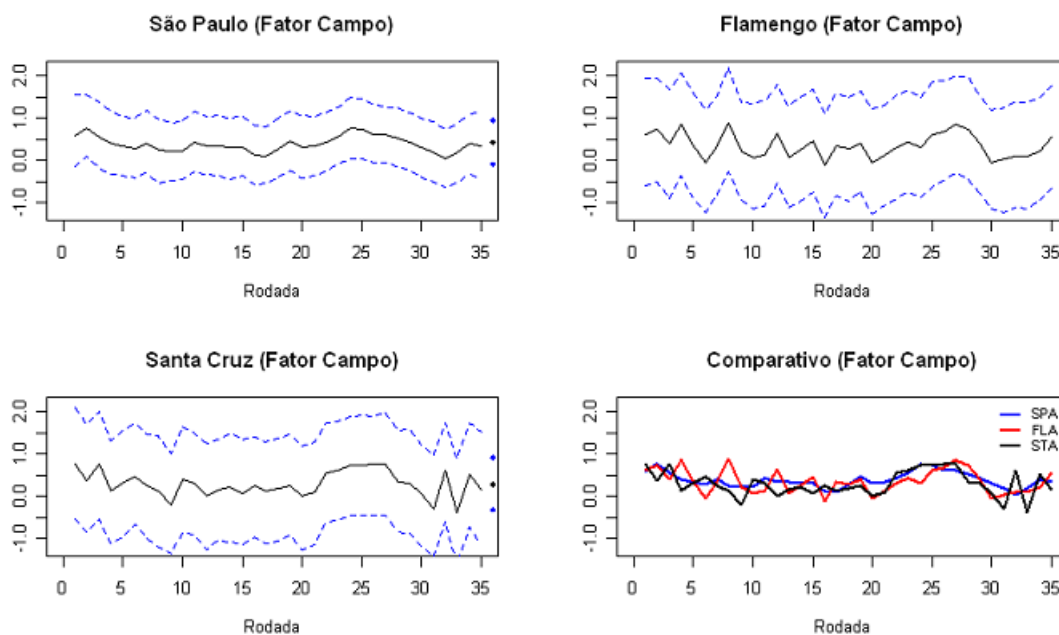 São Paulo (Fator Campo)
2.0
1.0
0.0
-1.0
0 5 10 15 20 25 30 35
Rodada
Flamengo (Fator Campo)
2.0
1.0
0.0
-1.0
0 5 10 15 20 25 30 35
Rodada
Santa Cruz (Fator Campo)
2.0
1.0
0.0
-1.0
0 5 10 15 20 25 30 35
Rodada
Comparativo (Fator Campo)
SPA
FLA
STA
2.0
1.0
0.0
-1.0
0 5 10 15 20 25 30 35
Rodada